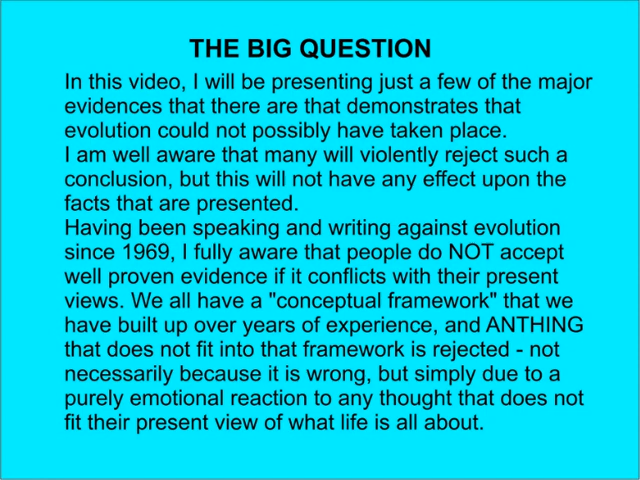 THE BIG QUESTION
In this video, I will be presenting just a few of the major
evidences that there are that demonstrates that
evolution could not possibly have taken place.
I am well aware that many will violently reject such a
conclusion, but this will not have any effect upon the
facts that are presented.
Having been speaking and writing against evolution
since 1969, I fully aware that people do NOT accept
well proven evidence if it conflicts with their present
views. We all have a "conceptual framework" that we
have built up over years of experience, and ANTHING
that does not fit into that framework is rejected - not
necessarily because it is wrong, but simply due to a
purely emotional reaction to any thought that does not
fit their present view of what life is all about.